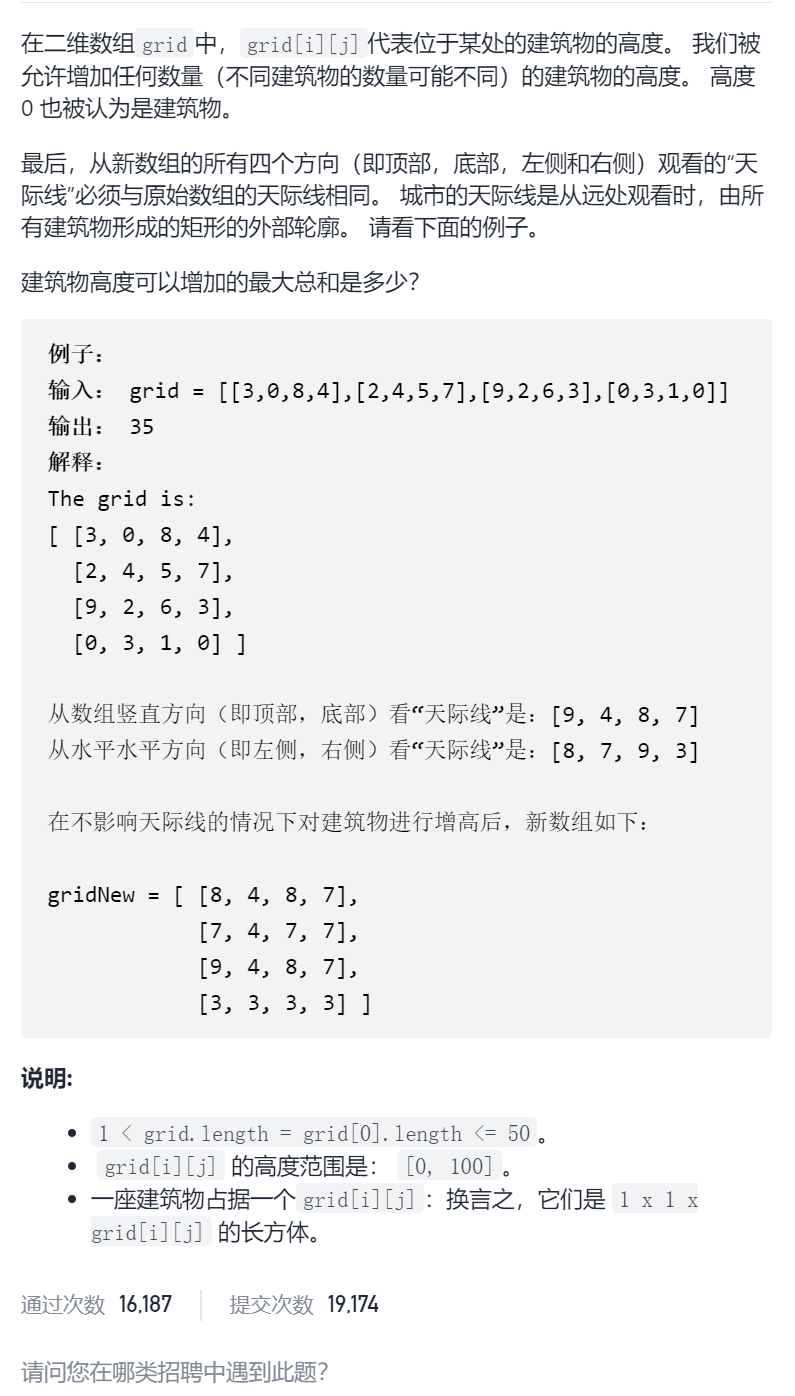 在二维数组 grid 中， grid[i][j] 代表位于某处的建筑物的高度。 我们被
允许增加任何数量（不同建筑物的数量可能不同）的建筑物的高度。 高度
0 也被认为是建筑物。
最后，从新数组的所有四个方向（即顶部，底部，左侧和右侧）观看的“天
际线”必须与原始数组的天际线相同。 城市的天际线是从远处观看时，由所
有建筑物形成的矩形的外部轮廓。 请看下面的例子。
建筑物高度可以增加的最大总和是多少？
例子：
输入： grid = [[3,0,8,4],[2,4,5,7],[9,2,6,3],[0,3,1,0]]
输出： 35
解释：
The grid is:
[ [3, 0, 8, 4],
[2, 4, 5, 7],
[9, 2, 6, 3],
[0, 3, 1, 0] ]
从数组竖直方向（即顶部，底部）看“天际线”是：[9, 4, 8, 7]
从水平水平方向（即左侧，右侧）看“天际线”是：[8, 7, 9, 3]
在不影响天际线的情况下对建筑物进行增高后，新数组如下：
gridNew = [ [8, 4, 8, 7],
[7, 4, 7, 7],
[9, 4, 8, 7],
[3, 3, 3, 3] ]
说明:
• 1 < grid.length = grid[0].length <= 50。
• grid[i][j] 的高度范围是： [0, 100]。
• 一座建筑物占据一个grid[i][j]：换言之，它们是 1 x 1 x
grid[i][j] 的长方体。
通过次数 16,187 提交次数 19,174
请问您在哪类招聘中遇到此题？